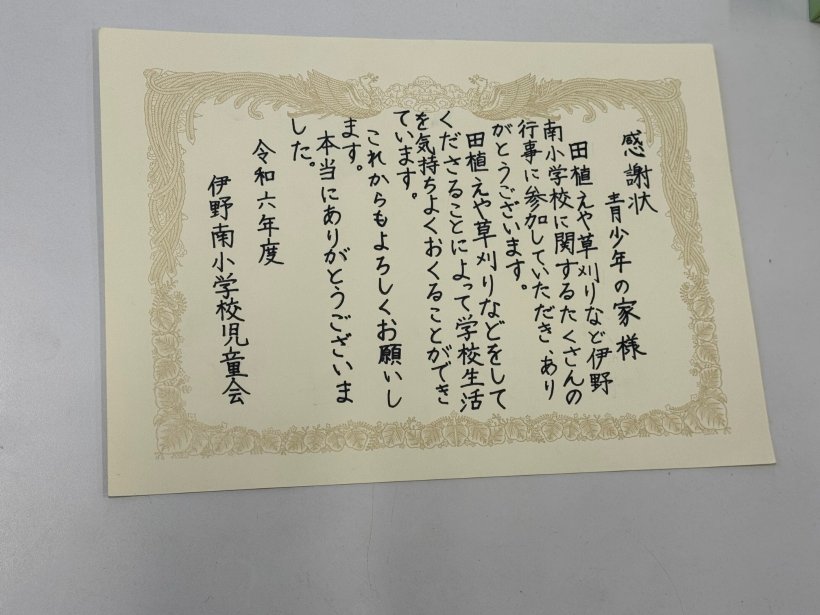 感謝状
青少年の家様
田植えや草刈りなど伊野
南小学校に関するたくさんの
行事に参加していただき、あり
がとうございます。
田植えや草刈りなどをして
くださることによって学校生活
を気持ちよくおくることができ
ています。
これからもよろしくお願いし
ます。
本当にありがとうございま
した。
令和六年度
伊野南小学校児童会